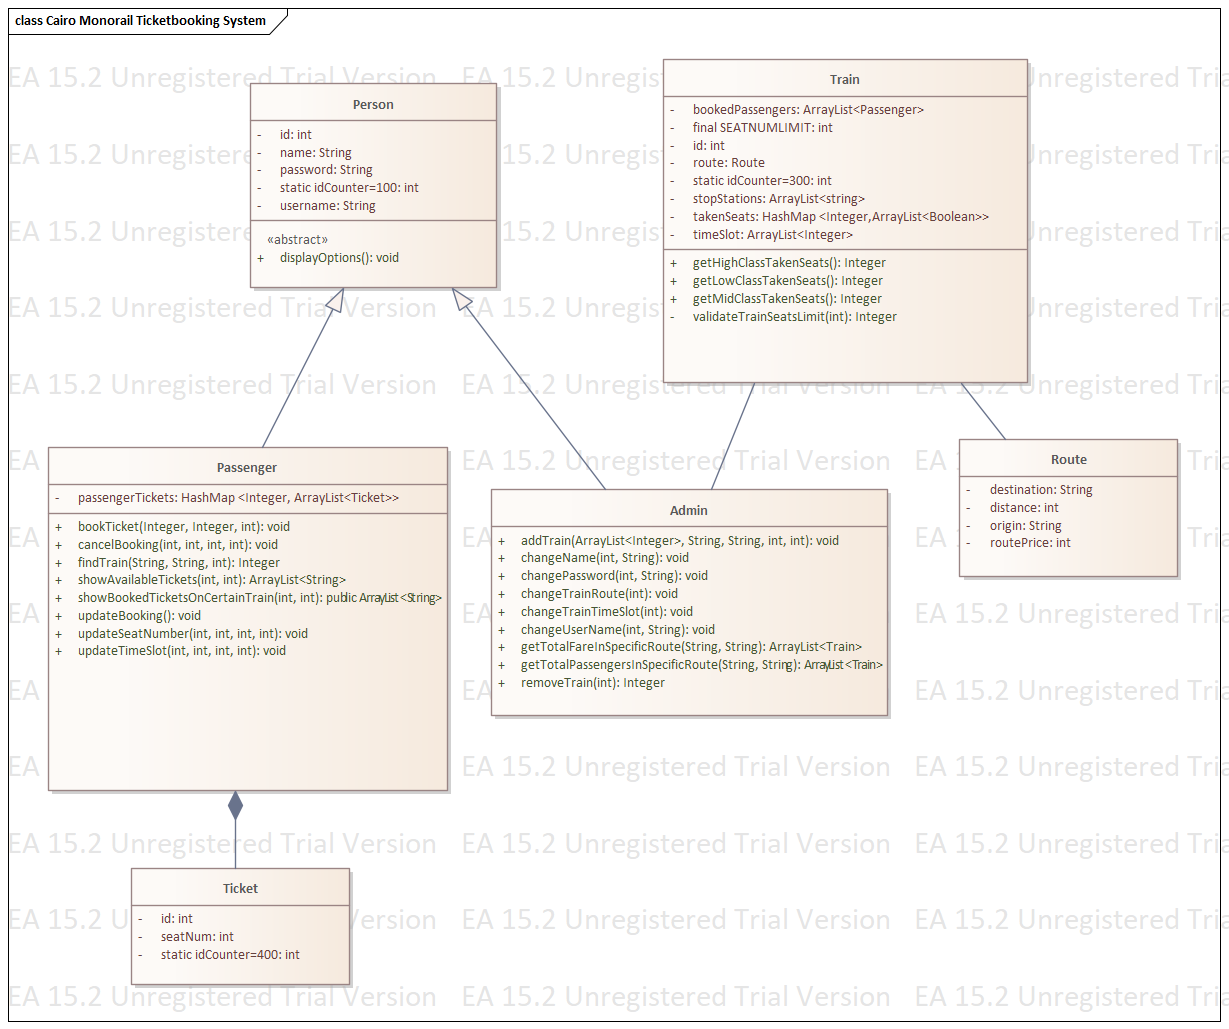 class Cairo Monorail Ticketbooking System
EA 15.2 Unregistered Trial Version
Person
- id: int
- name: String
- password: String
- static idCounter=100: int
- username: String
«abstract»
+ displayOptions(): void
Train
- bookedPassengers: ArrayList<Passenger>
- final SEATNUMLIMIT: int
- id: int
- route: Route
- static idCounter=300: int
- stopStations: ArrayList<string>
- takenSeats: HashMap <Integer,ArrayList<Boolean>>
- timeSlot: ArrayList<Integer>
+ getHighClassTakenSeats(): Integer
+ getLowClassTakenSeats(): Integer
+ getMidClassTakenSeats(): Integer
- validateTrainSeatsLimit(int): Integer
Passenger
- passengerTickets: HashMap <Integer, ArrayList<Ticket>>
+ bookTicket(Integer, Integer, int): void
+ cancelBooking(int, int, int, int): void
+ findTrain(String, String, int): Integer
+ showAvailableTickets(int, int): ArrayList<String>
+ showBookedTicketsOnCertainTrain(int, int): public ArrayList<String>
+ updateBooking(): void
+ updateSeatNumber(int, int, int, int): void
+ updateTimeSlot(int, int, int, int): void
Admin
+ addTrain(ArrayList<Integer>, String, String, int, int): void
+ changeName(int, String): void
+ changePassword(int, String): void
+ changeTrainRoute(int): void
+ changeTrainTimeSlot(int): void
+ changeUserName(int, String): void
+ getTotalFareInSpecificRoute(String, String): ArrayList<Train>
+ getTotalPassengersInSpecificRoute(String, String): ArrayList<Train>
+ removeTrain(int): Integer
Route
- destination: String
- distance: int
- origin: String
- routePrice: int
Ticket
- id: int
- seatNum: int
- static idCounter=400: int